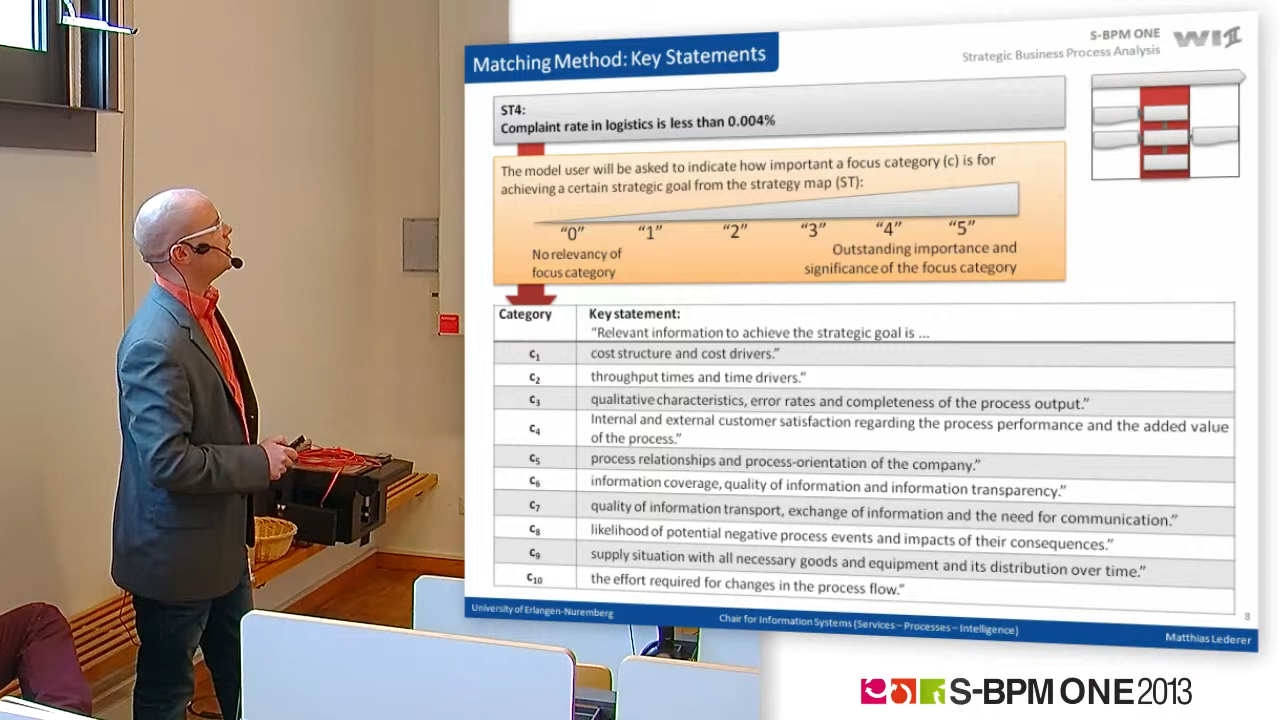 Matching Method: Key Statements
S-BPM ONE
Strategic Business Process Analysis
ST4:
Complaint rate in logistics is less than 0.004%
The model user will be asked to indicate how important a focus category (c) is for
achieving a certain strategic goal from the strategy map (ST):
“0” “1” “2” “3” “4” “5”
No relevancy of
focus category
Outstanding importance and
significance of the focus category
Category Key statement:
“Relevant information to achieve the strategic goal is ...
c1 cost structure and cost drivers.”
c2 throughput times and time drivers.”
c3 qualitative characteristics, error rates and completeness of the process output.”
c4 Internal and external customer satisfaction regarding the process performance and the added value
of the process.”
c5 process relationships and process-orientation of the company.”
c6 information coverage, quality of information and information transparency.”
c7 quality of information transport, exchange of information and the need for communication.”
c8 likelihood of potential negative process events and impacts of their consequences.”
c9 supply situation with all necessary goods and equipment and its distribution over time.”
c10 the effort required for changes in the process flow.”
8
University of Erlangen-Nuremberg
Chair for Information Systems (Services – Processes – Intelligence)
Matthias Lederer
S-BPM ONE 2013